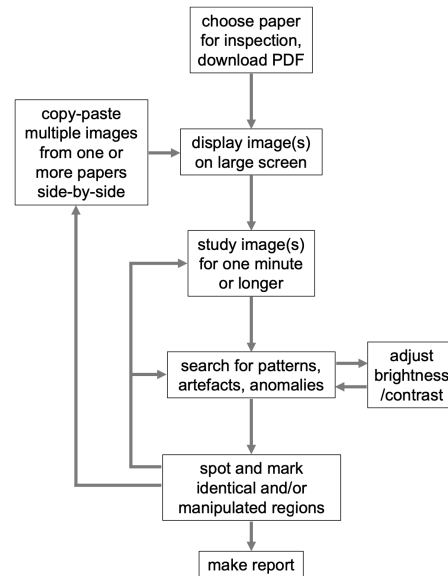 choose paper
for inspection,
download PDF
copy-paste
multiple images
from one or
more papers
side-by-side
display image(s)
on large screen
study image(s)
for one minute
or longer
search for patterns,
artefacts, anomalies
adjust
brightness
/contrast
spot and mark
identical and/or
manipulated regions
make report